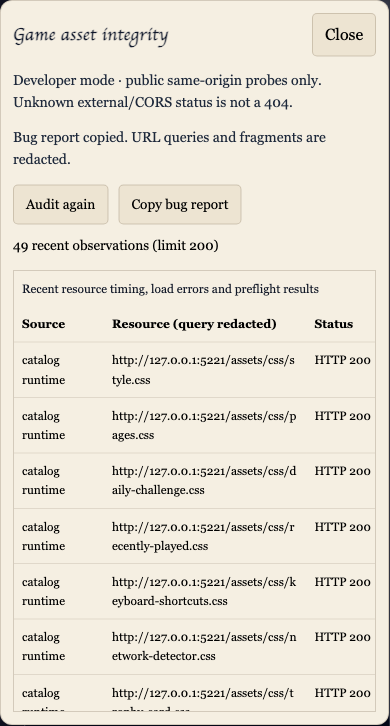 Game asset integrity
Close
Developer mode · public same-origin probes only.
Unknown external/CORS status is not a 404.
Bug report copied. URL queries and fragments are
redacted.
Audit again
Copy bug report
49 recent observations (limit 200)
Recent resource timing, load errors and preflight results
Source
Resource (query redacted)
Status
catalog
runtime
http://127.0.0.1:5221/assets/css/s
tyle.css
HTTP 200
catalog
runtime
http://127.0.0.1:5221/assets/css/p
ages.css
HTTP 200
catalog
runtime
http://127.0.0.1:5221/assets/css/d
aily-challenge.css
HTTP 200
catalog
runtime
http://127.0.0.1:5221/assets/css/r
ecently-played.css
HTTP 200
catalog
runtime
http://127.0.0.1:5221/assets/css/k
eyboard-shortcuts.css
HTTP 200
catalog
runtime
http://127.0.0.1:5221/assets/css/n
etwork-detector.css
HTTP 200
catalog
http://127.0.0.1:5221/assets/css/t
HTTP 200